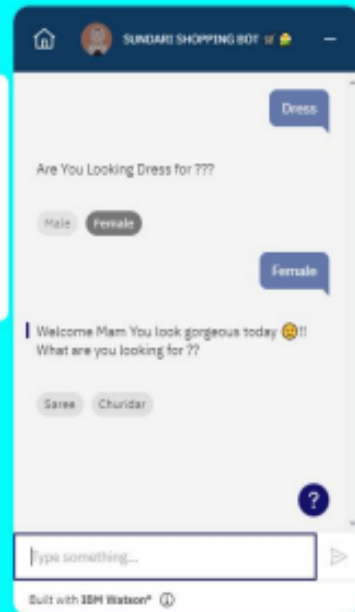 SUNDARI SHOPPING BOT 🛒
Dress
Are You Looking Dress for ???
Male Female
Female
Welcome Mam You look gorgeous today 😊!!
What are you looking for ??
Saree Churidar
?
Type something...
Built with IBM Watson®